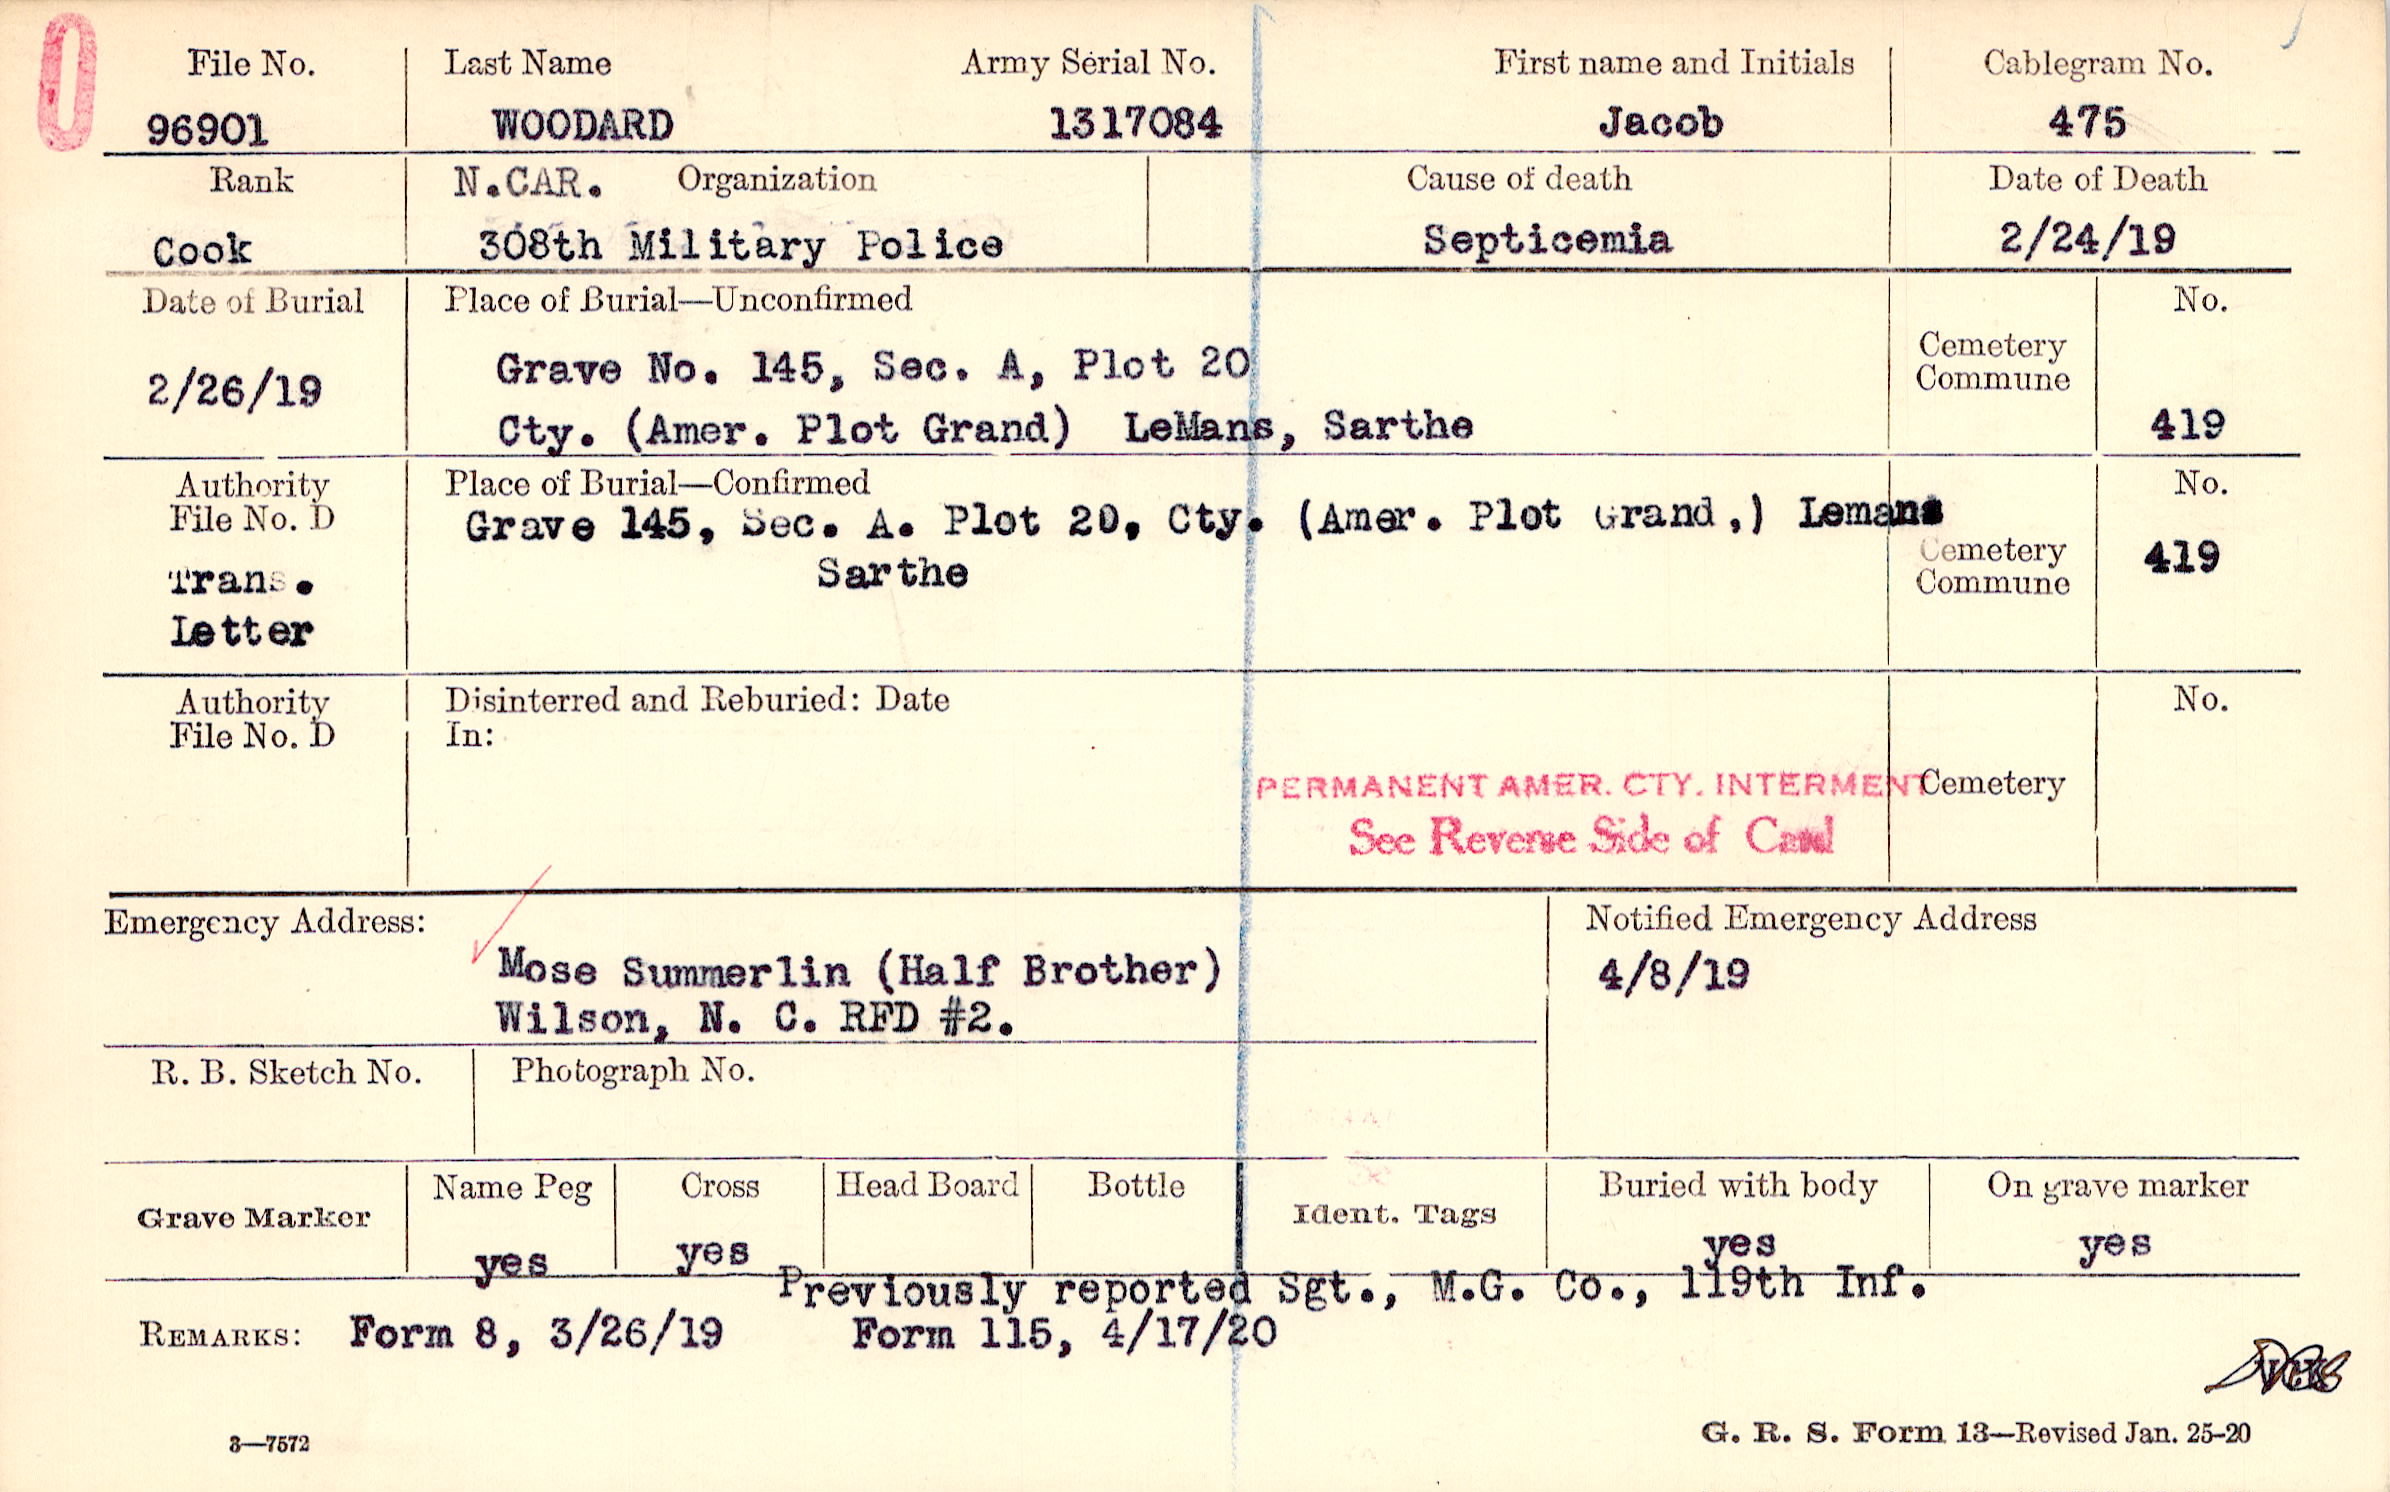 0
File No. Last Name Army Serial No. First name and Initials Cablegram No.
96901 WOODARD 1317084 Jacob 475
Rank N.CAR. Organization Cause of death Date of Death
Cook 308th Military Police Septicemia 2/24/19
Date of Burial Place of Burial—Unconfirmed No.
Cemetery
Commune
2/26/19 Grave No. 145, Sec. A, Plot 20
Cty. (Amer. Plot Grand) LeMans, Sarthe 419
Authority Place of Burial—Confirmed No.
File No. D Grave 145, Sec. A. Plot 20, Cty. (Amer. Plot Grand,) Lemans
Cemetery 419
Commune
Trans. Sarthe
Letter
Authority Disinterred and Reburied: Date No.
File No. D In:
PERMANENT AMER. CTY. INTERMENT Cemetery
See Reverse Side of Card
Emergency Address: Notified Emergency Address
Mose Summerlin (Half Brother) 4/8/19
Wilson, N. C. RFD #2.
R. B. Sketch No. Photograph No.
Grave Marker Name Peg Cross Head Board Bottle Ident. Tags Buried with body On grave marker
yes yes yes yes
Previously reported Sgt., M.G. Co., 119th Inf.
REMARKS: Form 8, 3/26/19 Form 115, 4/17/20
3—7572 G. R. S. Form 13—Revised Jan. 25-20